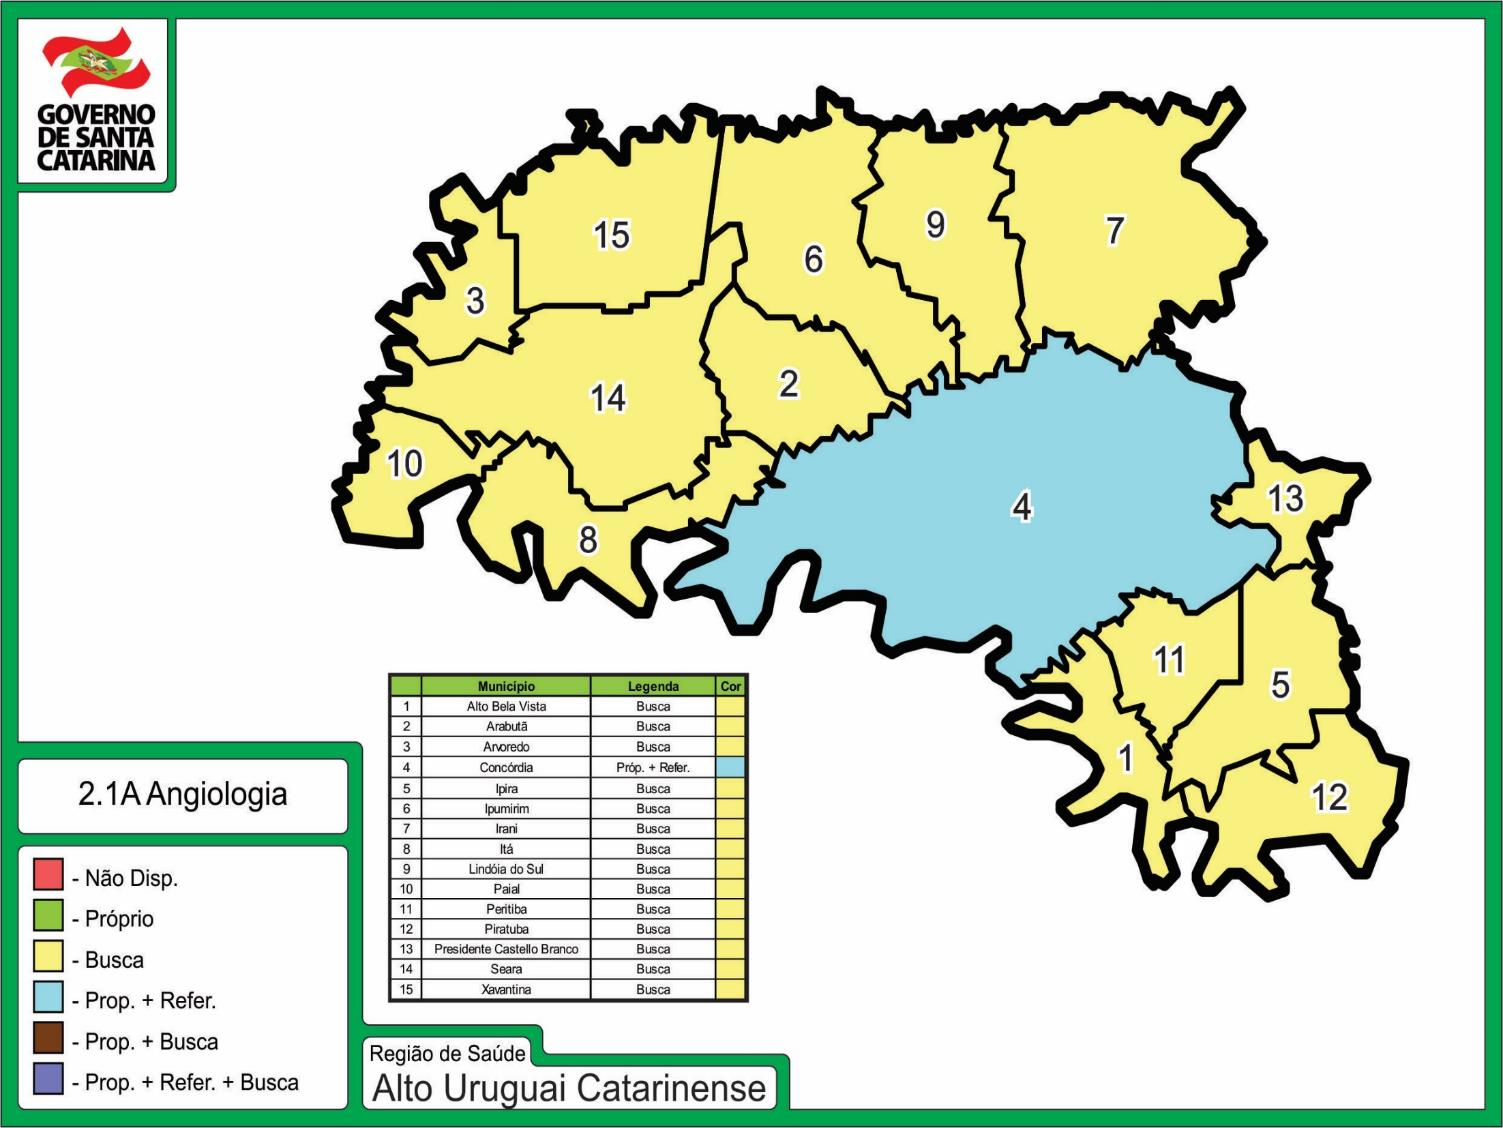 GOVERNO
DE SANTA
CATARINA
15
9
7
6
3
2
14
10
13
4
8
11
5
1
12
Município Legenda Cor
1 Alto Bela Vista Busca
2 Arabutã Busca
3 Arvoredo Busca
4 Concórdia Próp. + Refer.
5 Ipira Busca
6 Ipumirim Busca
7 Irani Busca
8 Itá Busca
9 Lindóia do Sul Busca
10 Paial Busca
11 Peritiba Busca
12 Piratuba Busca
13 Presidente Castello Branco Busca
14 Seara Busca
15 Xavantina Busca
2.1A Angiologia
- Não Disp.
- Próprio
- Busca
- Prop. + Refer.
- Prop. + Busca
- Prop. + Refer. + Busca
Região de Saúde
Alto Uruguai Catarinense